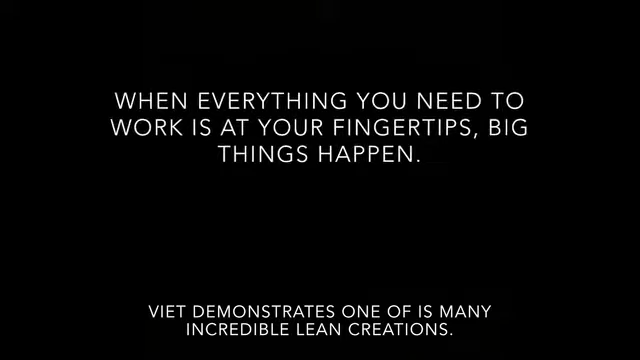 WHEN EVERYTHING YOU NEED TO
WORK IS AT YOUR FINGERTIPS, BIG
THINGS HAPPEN.
VIET DEMONSTRATES ONE OF IS MANY
INCREDIBLE LEAN CREATIONS.